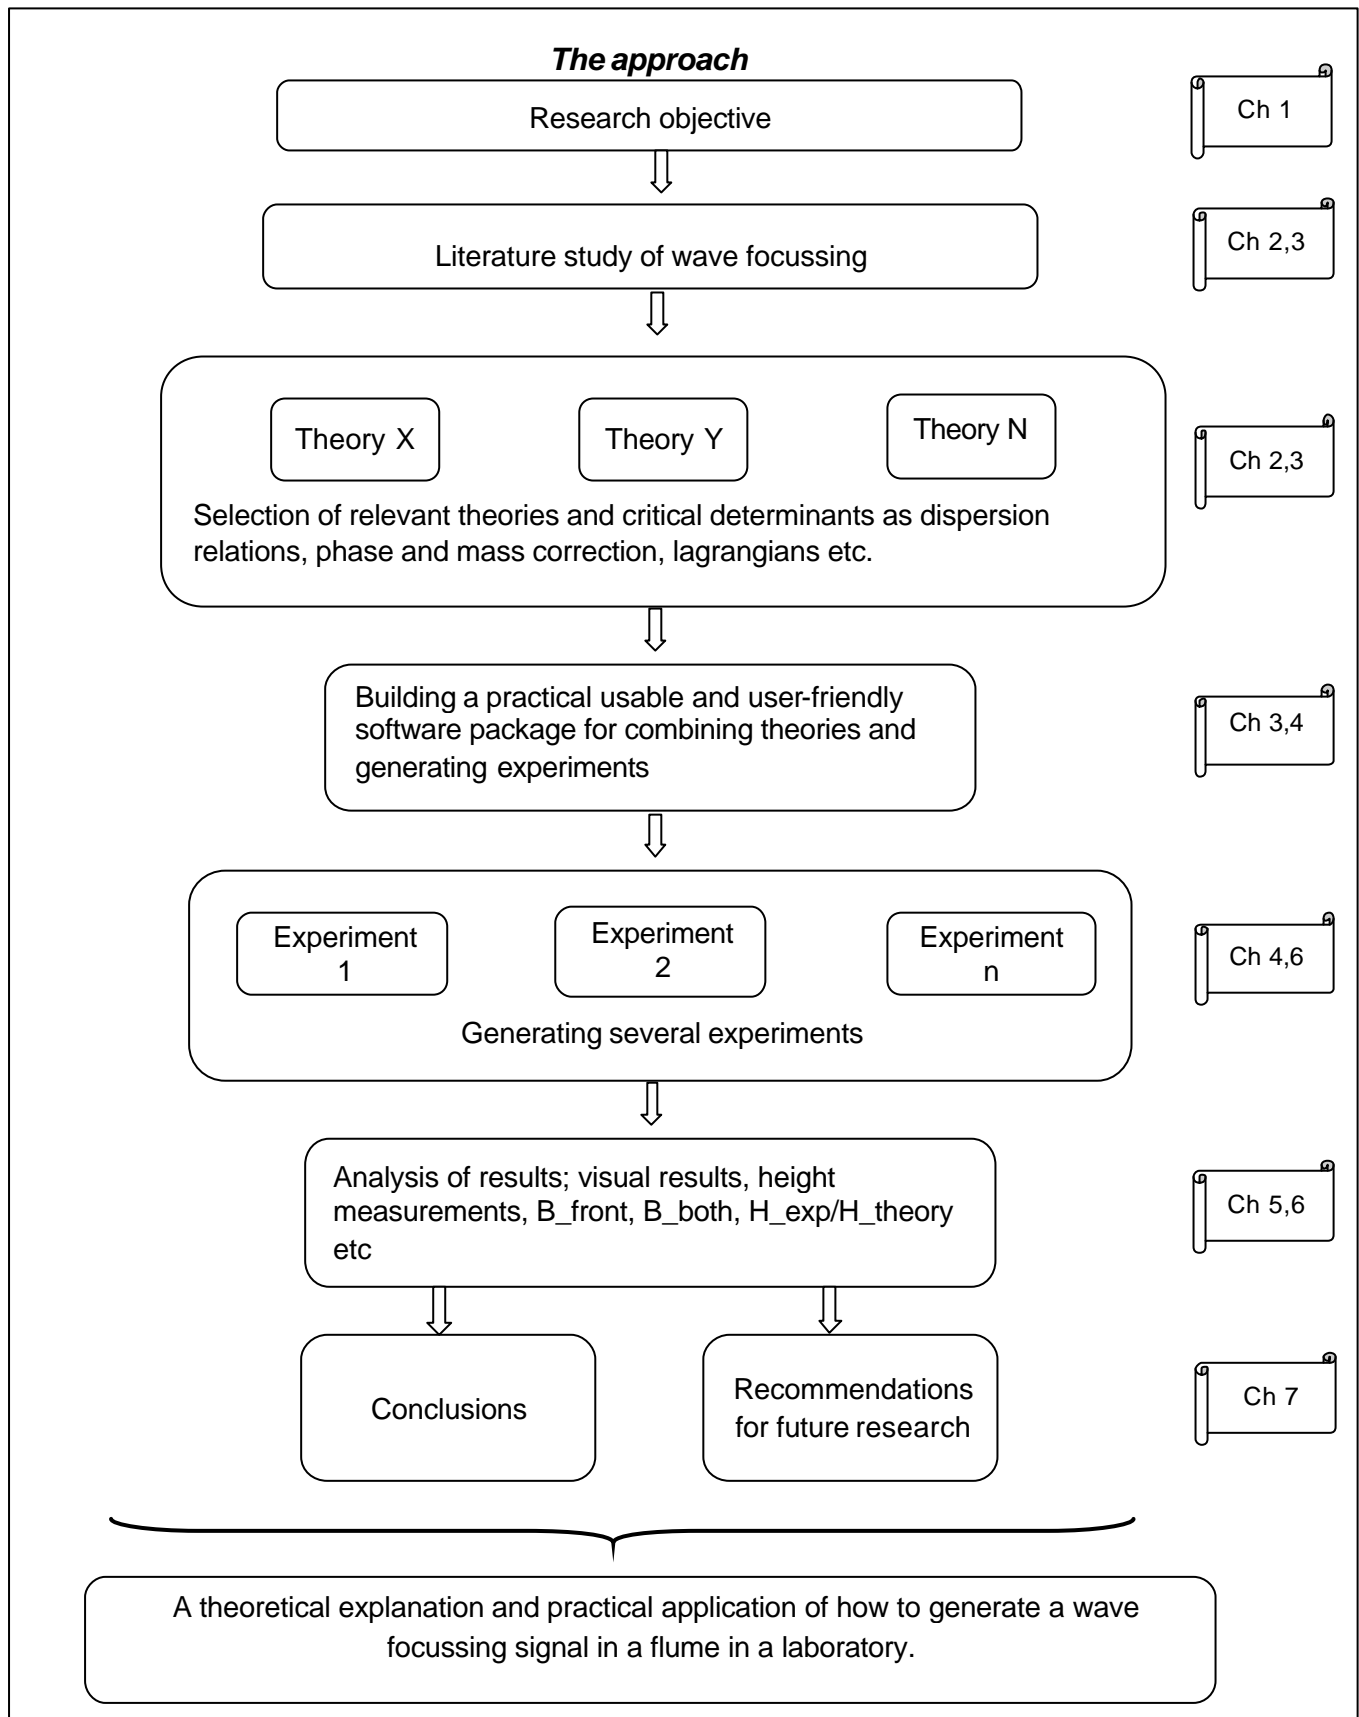 The approach
Research objective
Ch 1
Literature study of wave focussing
Ch 2,3
Theory X
Theory Y
Theory N
Selection of relevant theories and critical determinants as dispersion
relations, phase and mass correction, lagrangians etc.
Ch 2,3
Building a practical usable and user-friendly
software package for combining theories and
generating experiments
Ch 3,4
Experiment
1
Experiment
2
Experiment
n
Generating several experiments
Ch 4,6
Analysis of results; visual results, height
measurements, B_front, B_both, H_exp/H_theory
etc
Ch 5,6
Conclusions
Recommendations
for future research
Ch 7
A theoretical explanation and practical application of how to generate a wave
focussing signal in a flume in a laboratory.